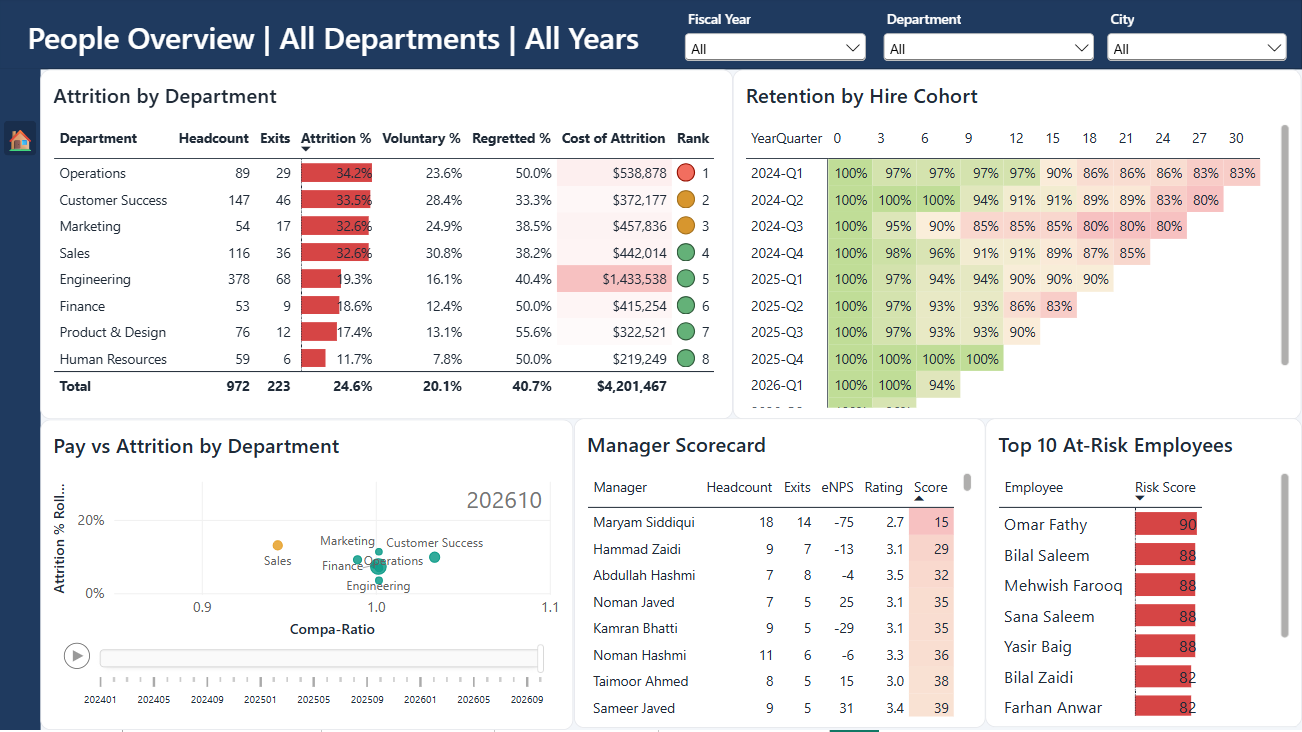 People Overview | All Departments | All Years
Fiscal Year
All
Department
All
City
All
Attrition by Department
Department Headcount Exits Attrition % Voluntary % Regretted % Cost of Attrition Rank
Operations 89 29 34.2% 23.6% 50.0% $538,878 1
Customer Success 147 46 33.5% 28.4% 33.3% $372,177 2
Marketing 54 17 32.6% 24.9% 38.5% $457,836 3
Sales 116 36 32.6% 30.8% 38.2% $442,014 4
Engineering 378 68 19.3% 16.1% 40.4% $1,433,538 5
Finance 53 9 18.6% 12.4% 50.0% $415,254 6
Product & Design 76 12 17.4% 13.1% 55.6% $322,521 7
Human Resources 59 6 11.7% 7.8% 50.0% $219,249 8
Total 972 223 24.6% 20.1% 40.7% $4,201,467
Retention by Hire Cohort
YearQuarter 0 3 6 9 12 15 18 21 24 27 30
2024-Q1 100% 97% 97% 97% 97% 90% 86% 86% 86% 83% 83%
2024-Q2 100% 100% 100% 94% 91% 91% 89% 89% 83% 80%
2024-Q3 100% 95% 90% 85% 85% 85% 80% 80% 80%
2024-Q4 100% 98% 96% 91% 91% 89% 87% 85%
2025-Q1 100% 97% 94% 94% 90% 90% 90%
2025-Q2 100% 97% 93% 93% 86% 83%
2025-Q3 100% 97% 93% 93% 90%
2025-Q4 100% 100% 100% 100%
2026-Q1 100% 100% 94%
Pay vs Attrition by Department
Attrition % Roll...
202610
20%
0%
Sales
Marketing
Customer Success
Finance
Operations
Engineering
0.9 1.0 1.1
Compa-Ratio
202401 202405 202409 202501 202505 202509 202601 202605 202609
Manager Scorecard
Manager Headcount Exits eNPS Rating Score
Maryam Siddiqui 18 14 -75 2.7 15
Hammad Zaidi 9 7 -13 3.1 29
Abdullah Hashmi 7 8 -4 3.5 32
Noman Javed 7 5 25 3.1 35
Kamran Bhatti 9 5 -29 3.1 35
Noman Hashmi 11 6 -6 3.3 36
Taimoor Ahmed 8 5 15 3.0 38
Sameer Javed 9 5 31 3.4 39
Top 10 At-Risk Employees
Employee Risk Score
Omar Fathy 90
Bilal Saleem 88
Mehwish Farooq 88
Sana Saleem 88
Yasir Baig 88
Bilal Zaidi 82
Farhan Anwar 82